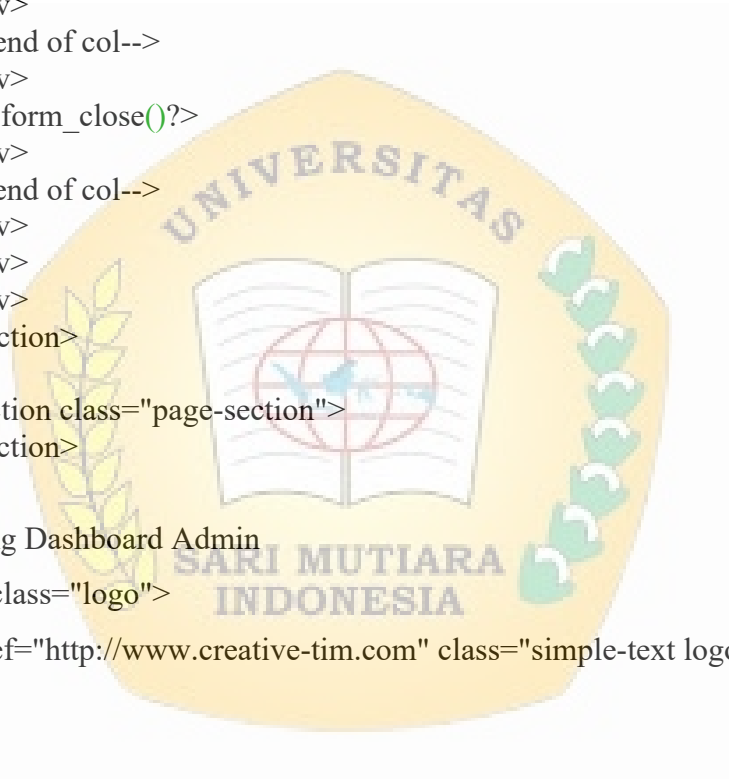 v>
end of col-->
v>
form_close()?>
v>
end of col-->
v>
v>
v>
ction>
tion class="page-section">
ction>
g Dashboard Admin
class="logo">
ef="http://www.creative-tim.com" class="simple-text logo
UNIVERSITAS
SARI MUTIARA
INDONESIA